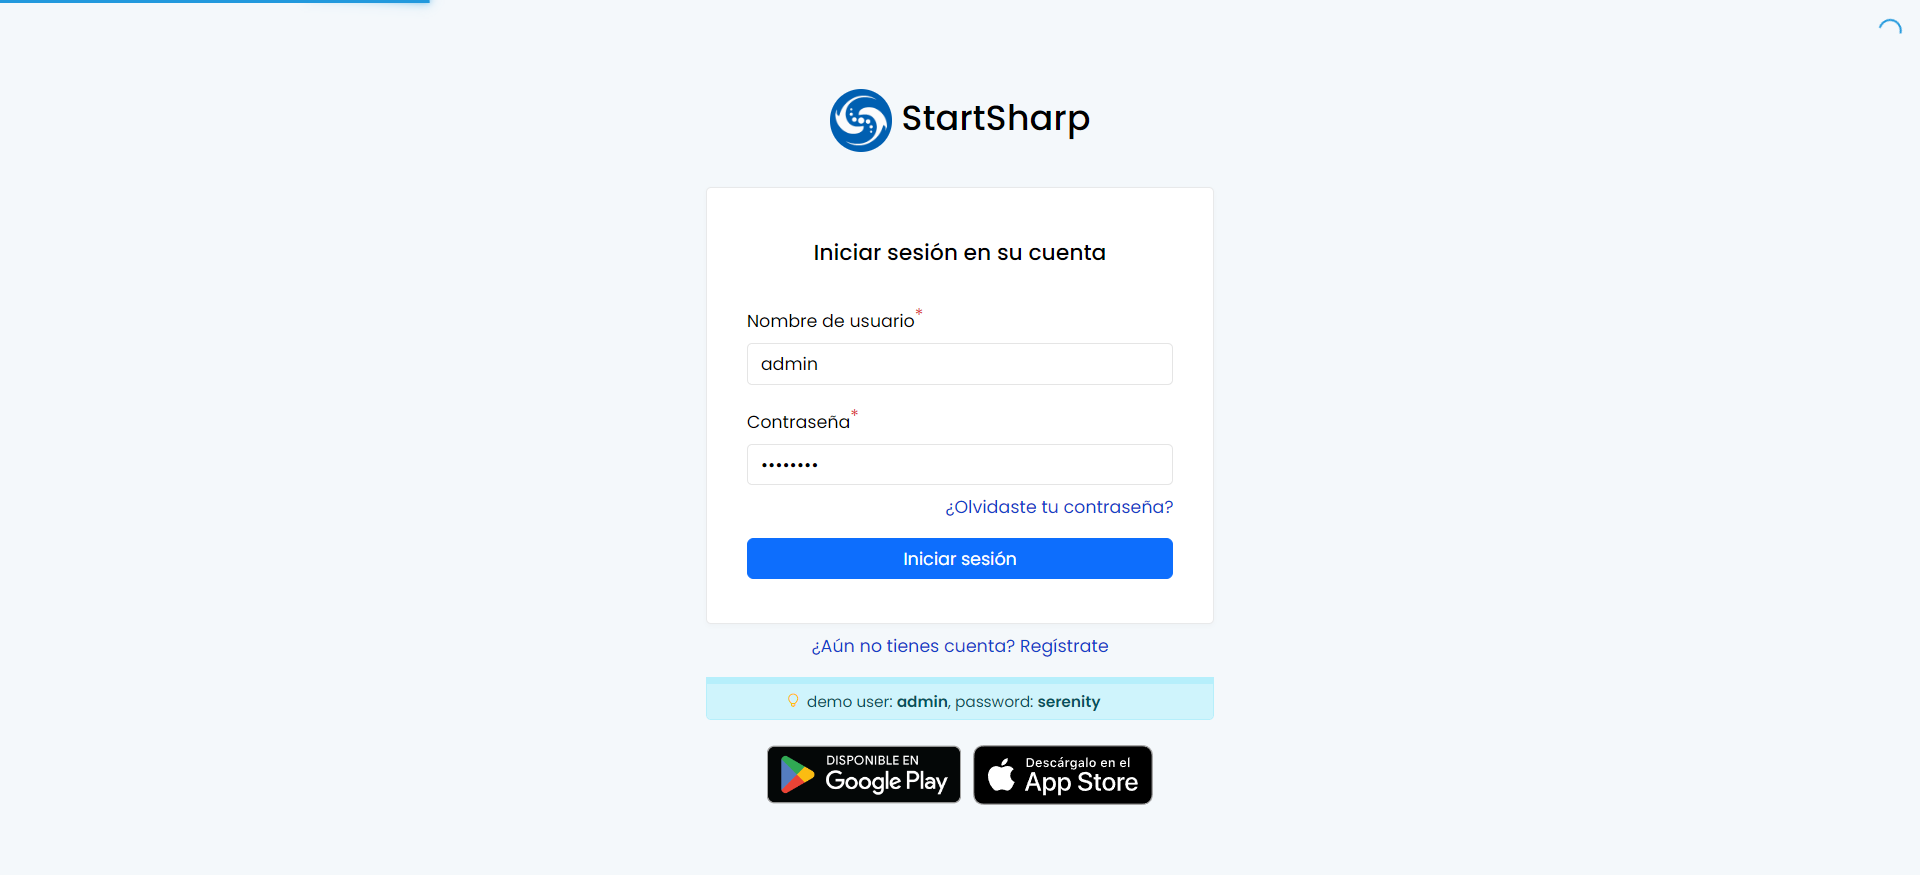 StartSharp
Iniciar sesión en su cuenta
Nombre de usuario*
admin
Contraseña*
••••••••
¿Olvidaste tu contraseña?
Iniciar sesión
¿Aún no tienes cuenta? Regístrate
demo user: admin, password: serenity
DISPONIBLE EN
Google Play
Descárgalo en el
App Store